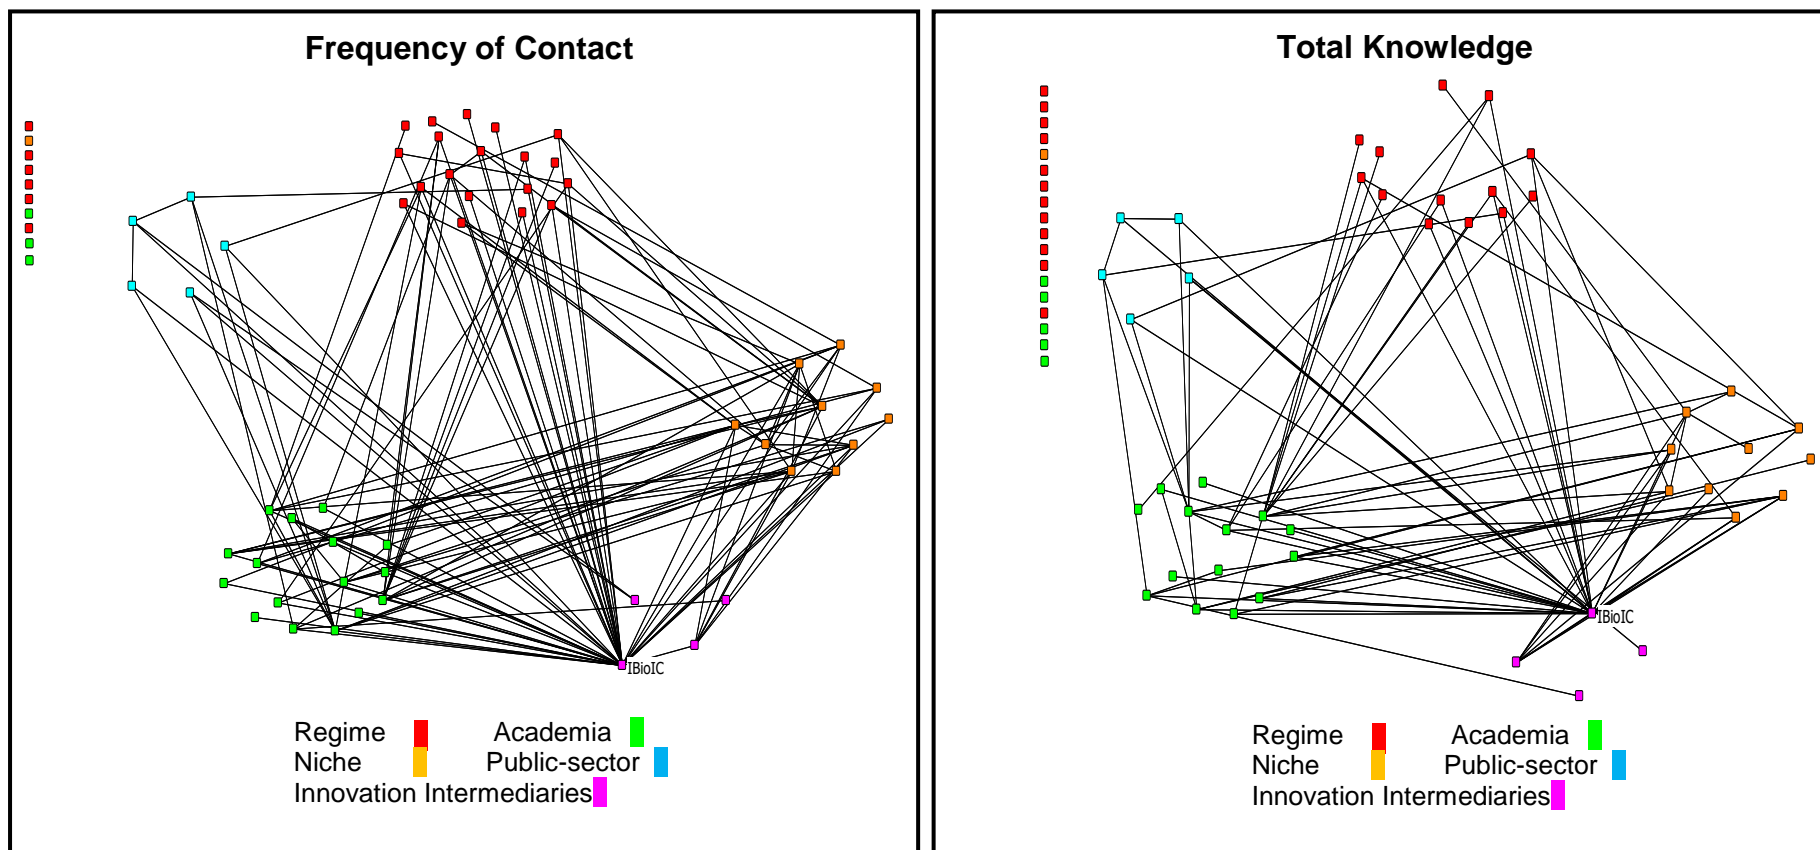 Frequency of Contact
IBioIC
Regime Academia
Niche Public-sector
Innovation Intermediaries
Total Knowledge
IBioIC
Regime Academia
Niche Public-sector
Innovation Intermediaries